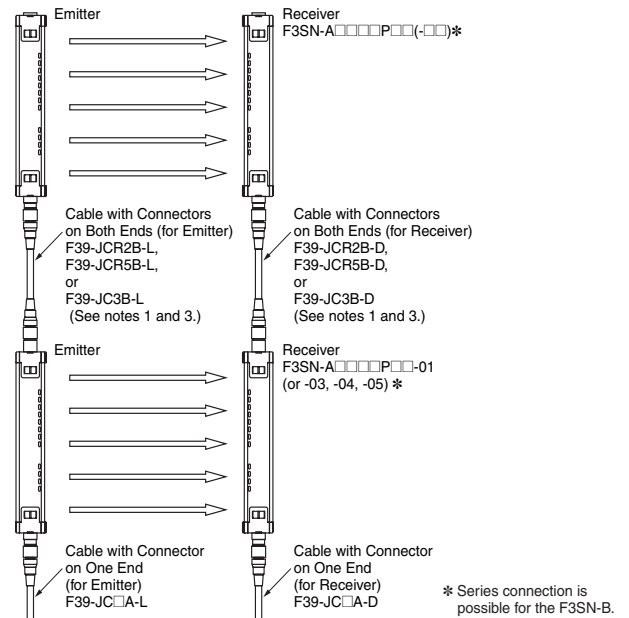 Emitter
Receiver
F3SN-A□□□□P□□(-□□)✻
Cable with Connectors
on Both Ends (for Emitter)
F39-JCR2B-L,
F39-JCR5B-L,
or
F39-JC3B-L
(See notes 1 and 3.)
Cable with Connectors
on Both Ends (for Receiver)
F39-JCR2B-D,
F39-JCR5B-D,
or
F39-JC3B-D
(See notes 1 and 3.)
Emitter
Receiver
F3SN-A□□□□P□□-01
(or -03, -04, -05) ✻
Cable with Connector
on One End
(for Emitter)
F39-JC□A-L
Cable with Connector
on One End
(for Receiver)
F39-JC□A-D
✻ Series connection is
possible for the F3SN-B.